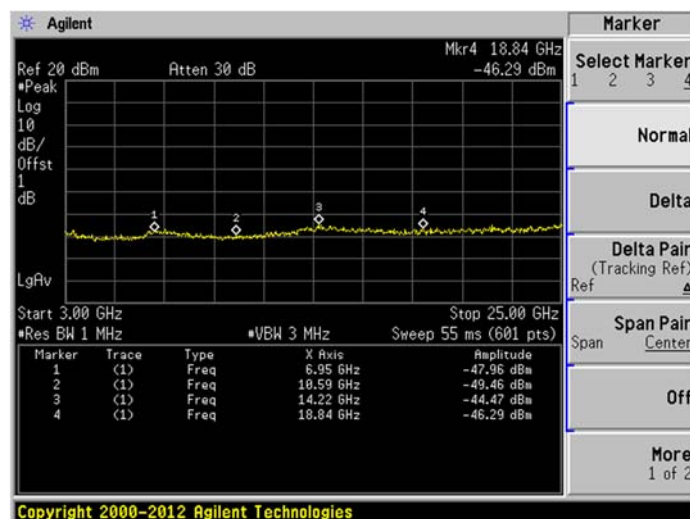 Agilent
Marker
Mkr4 18.84 GHz
Ref 20 dBm Atten 30 dB -46.29 dBm
#Peak
Log
10
dB/
Offst
1
dB
1
2
3
4
LgAv
Start 3.00 GHz Stop 25.00 GHz
#Res BW 1 MHz #VBW 3 MHz Sweep 55 ms (601 pts)
Marker Trace Type X Axis Amplitude
1 (1) Freq 6.95 GHz -47.96 dBm
2 (1) Freq 10.59 GHz -49.46 dBm
3 (1) Freq 14.22 GHz -44.47 dBm
4 (1) Freq 18.84 GHz -46.29 dBm
Select Marker
1 2 3 4
Normal
Delta
Delta Pair
(Tracking Ref)
Ref Δ
Span Pair
Span Center
Off
More
1 of 2
Copyright 2000-2012 Agilent Technologies